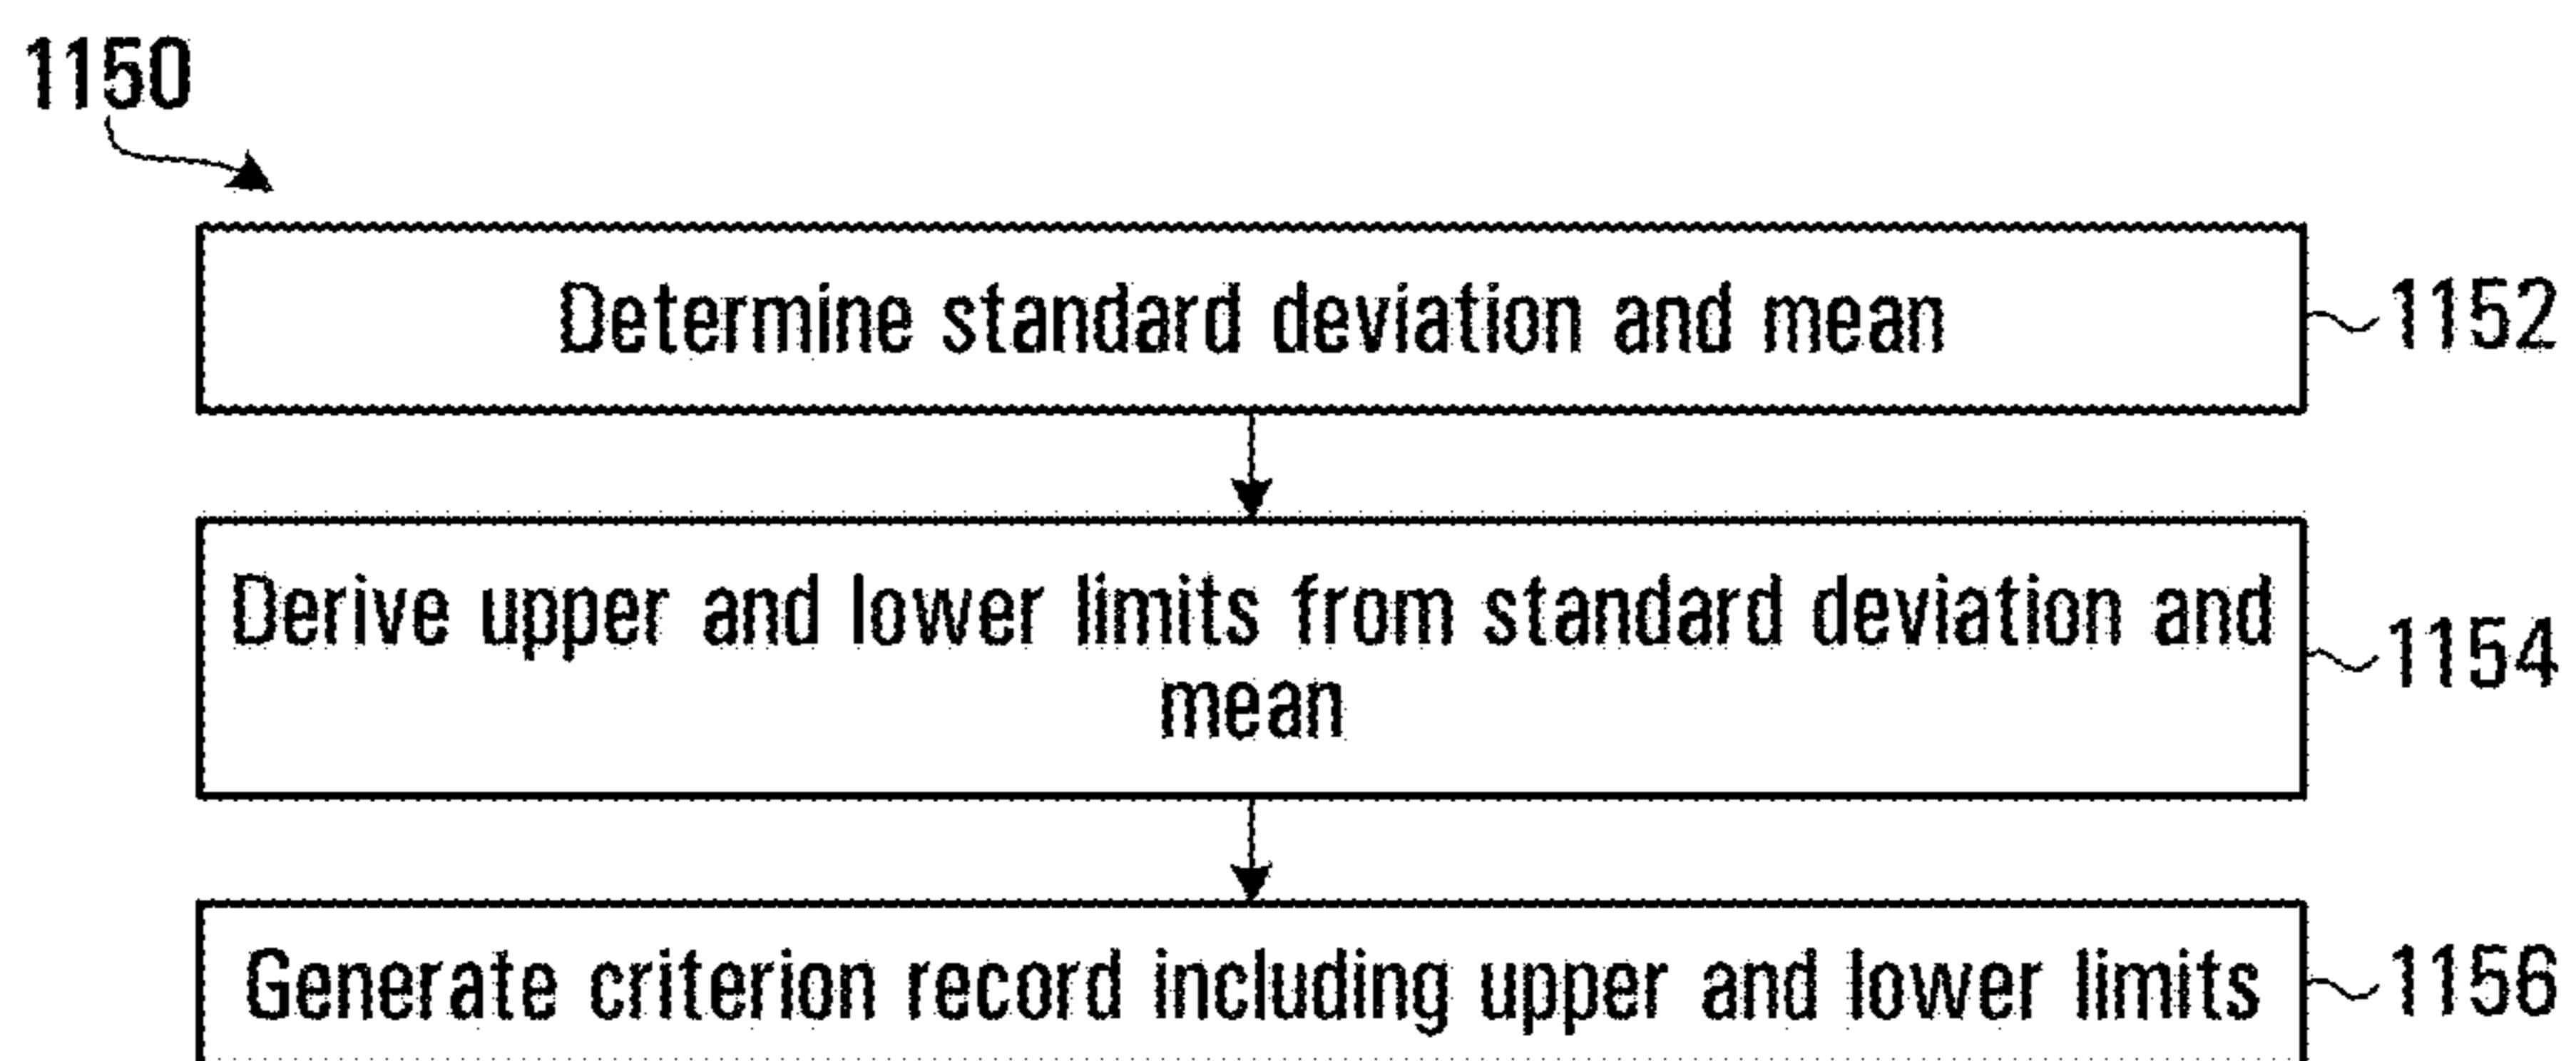 1150
Determine standard deviation and mean
1152
Derive upper and lower limits from standard deviation and
mean
1154
Generate criterion record including upper and lower limits
1156